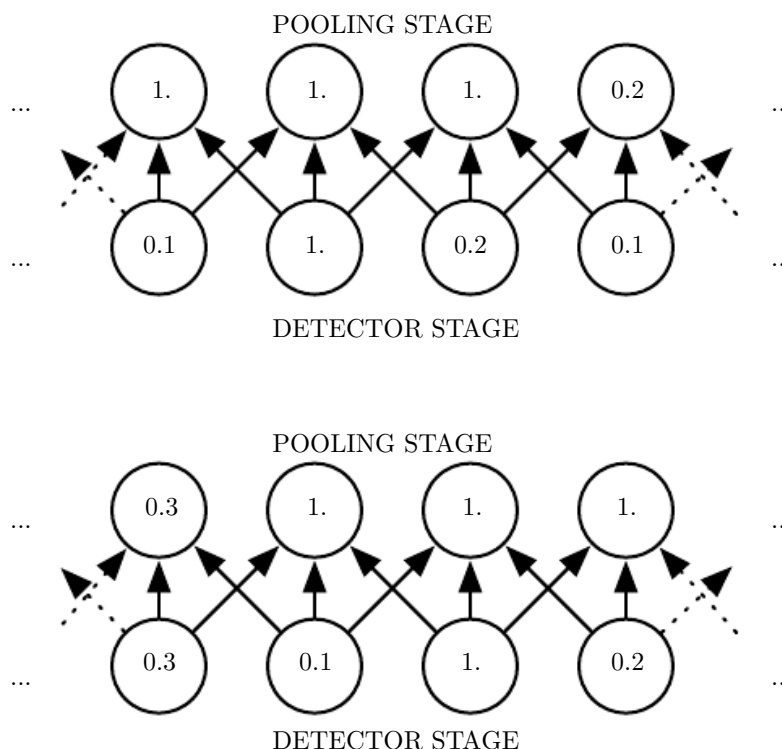 POOLING STAGE
... 1. 1. 1. 0.2 ..
... 0.1 1. 0.2 0.1 ..
DETECTOR STAGE
POOLING STAGE
... 0.3 1. 1. 1. ..
... 0.3 0.1 1. 0.2 ..
DETECTOR STAGE